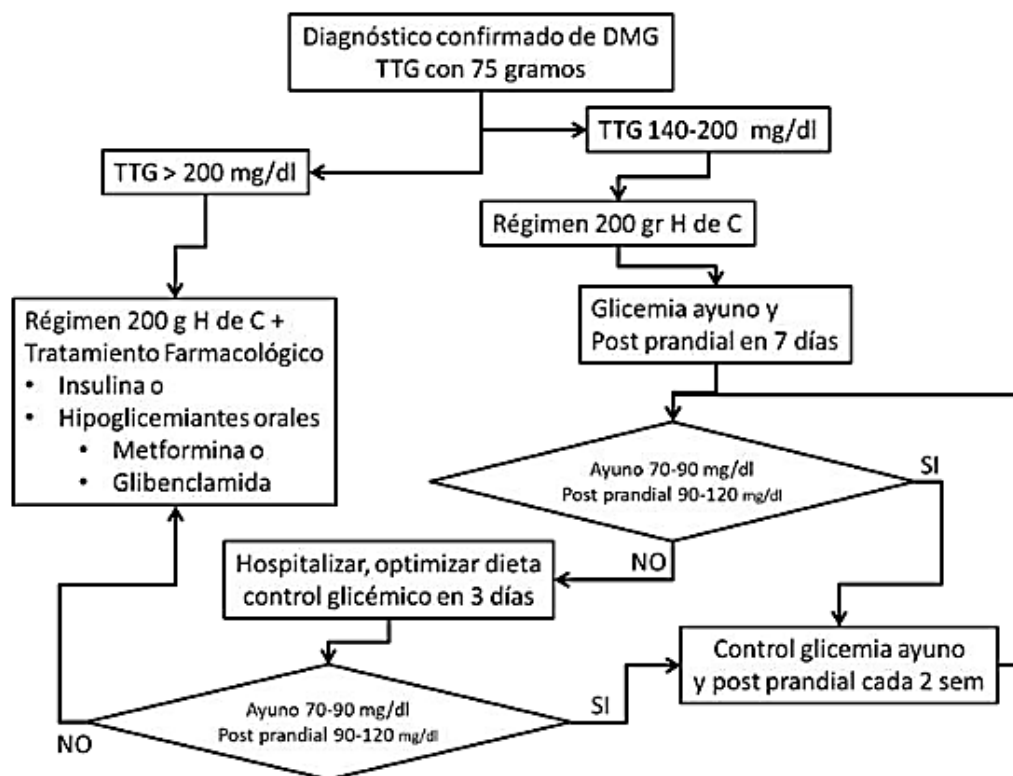 Diagnóstico confirmado de DMG
TTG con 75 gramos
TTG 140-200 mg/dl
TTG > 200 mg/dl
Régimen 200 gr H de C
Régimen 200 g H de C +
Tratamiento Farmacológico
• Insulina o
• Hipoglicemiantes orales
• Metformina o
• Glibenclamida
Glicemia ayuno y
Post prandial en 7 días
Ayuno 70-90 mg/dl
Post prandial 90-120 mg/dl
SI
NO
Hospitalizar, optimizar dieta
control glicémico en 3 días
Control glicemia ayuno
y post prandial cada 2 sem
Ayuno 70-90 mg/dl
Post prandial 90-120 mg/dl
SI
NO